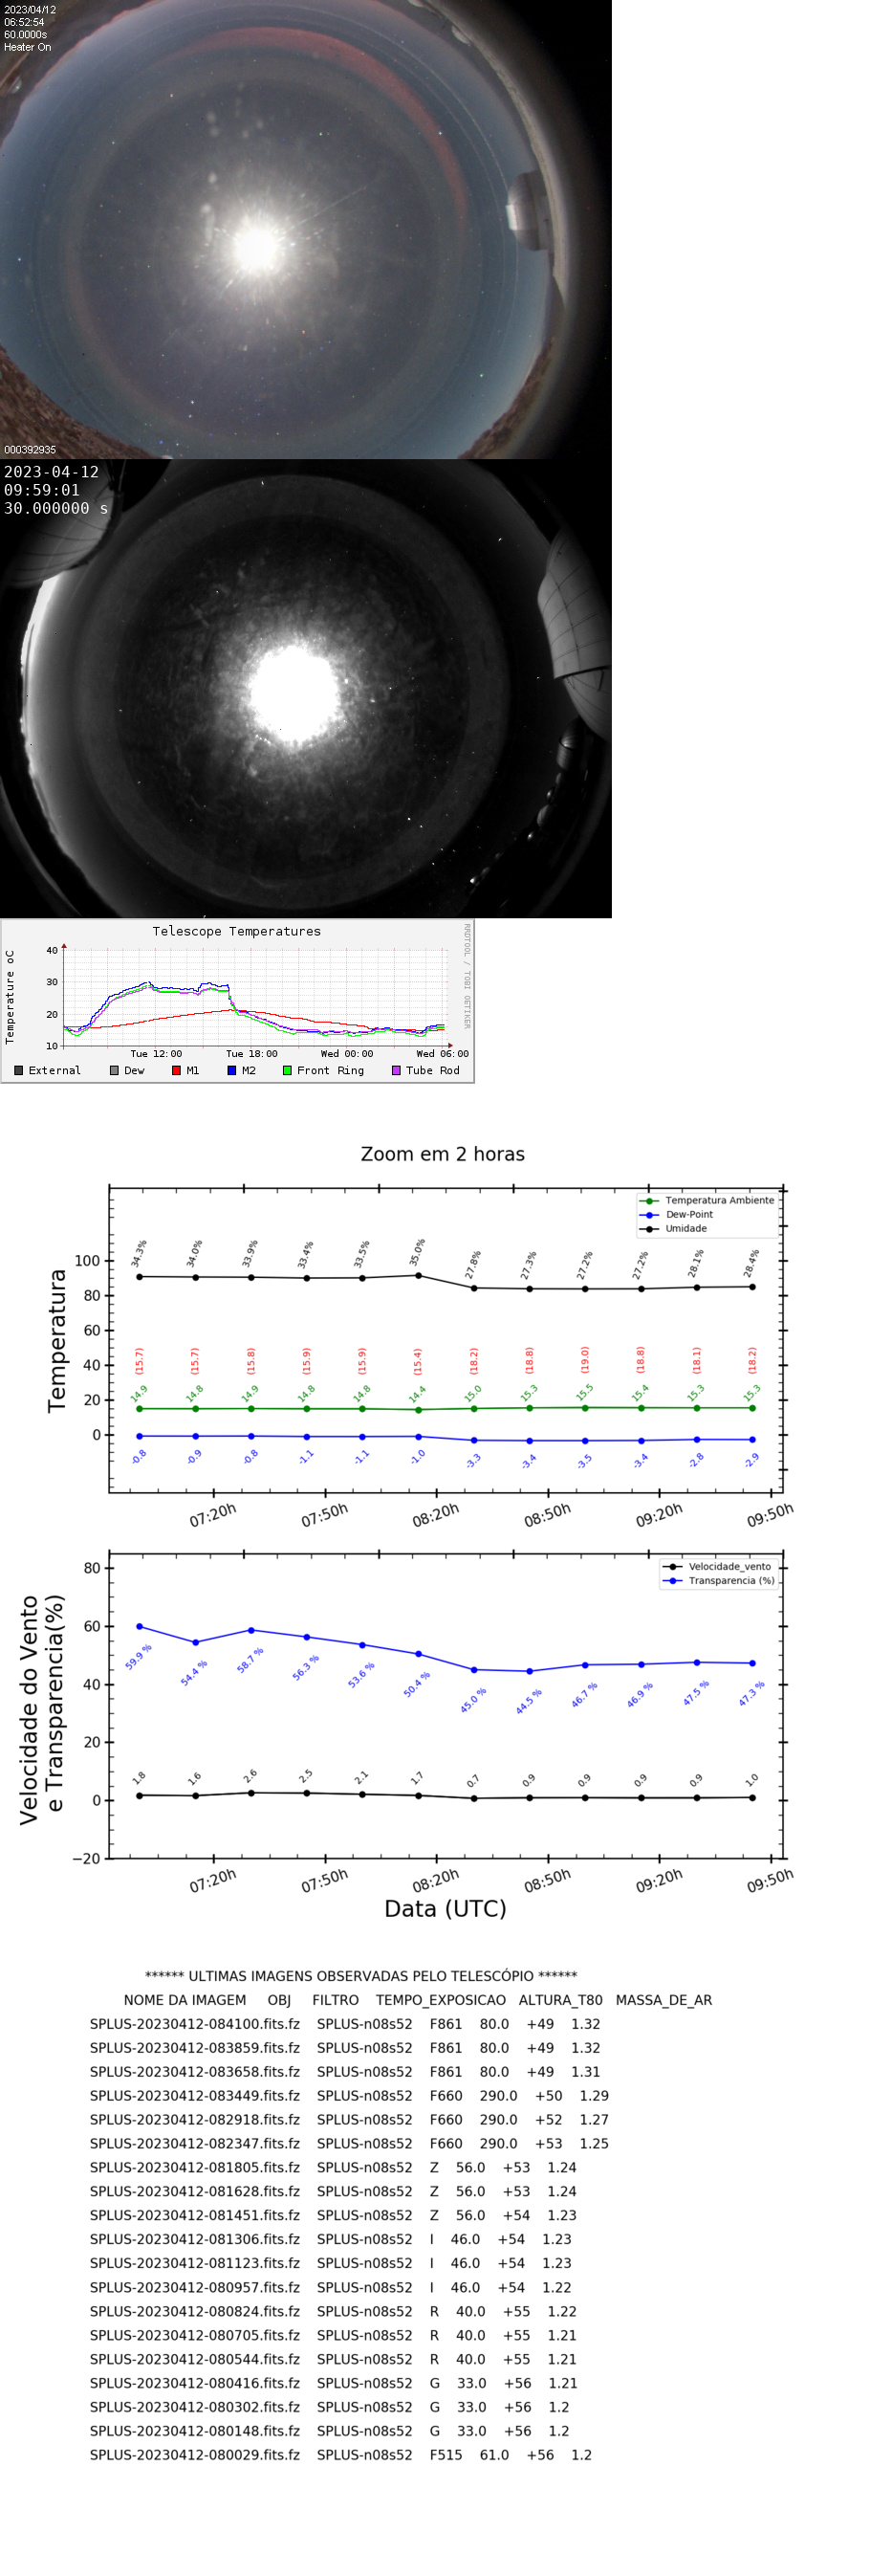 2023/04/12
06:52:54
60.0000s
Heater On
000392935
2023-04-12
09:59:01
30.000000 s
Telescope Temperatures
RRDTOOL / TOBI OETIKER
Temperature oC
40
30
20
10
Tue 12:00 Tue 18:00 Wed 00:00 Wed 06:00
External Dew M1 M2 Front Ring Tube Rod
Zoom em 2 horas
Temperatura Ambiente
Dew-Point
Umidade
Temperatura
100
80
60
40
20
0
34.3% 34.0% 33.9% 33.4% 33.5% 35.0% 27.8% 27.3% 27.2% 27.2% 28.1% 28.4%
(15.7) (15.7) (15.8) (15.9) (15.9) (15.4) (18.2) (18.8) (19.0) (18.8) (18.1) (18.2)
14.9 14.8 14.9 14.8 14.8 14.4 15.0 15.3 15.5 15.4 15.3 15.3
-0.8 -0.9 -0.8 -1.1 -1.1 -1.0 -3.3 -3.4 -3.5 -3.4 -2.8 -2.9
07:20h 07:50h 08:20h 08:50h 09:20h 09:50h
Velocidade_vento
Transparencia (%)
Velocidade do Vento
e Transparencia(%)
80
60
40
20
0
−20
59.9 % 54.4 % 58.7 % 56.3 % 53.6 % 50.4 % 45.0 % 44.5 % 46.7 % 46.9 % 47.5 % 47.3 %
1.8 1.6 2.6 2.5 2.1 1.7 0.7 0.9 0.9 0.9 0.9 1.0
07:20h 07:50h 08:20h 08:50h 09:20h 09:50h
Data (UTC)
****** ULTIMAS IMAGENS OBSERVADAS PELO TELESCÓPIO ******
NOME DA IMAGEM OBJ FILTRO TEMPO_EXPOSICAO ALTURA_T80 MASSA_DE_AR
SPLUS-20230412-084100.fits.fz SPLUS-n08s52 F861 80.0 +49 1.32
SPLUS-20230412-083859.fits.fz SPLUS-n08s52 F861 80.0 +49 1.32
SPLUS-20230412-083658.fits.fz SPLUS-n08s52 F861 80.0 +49 1.31
SPLUS-20230412-083449.fits.fz SPLUS-n08s52 F660 290.0 +50 1.29
SPLUS-20230412-082918.fits.fz SPLUS-n08s52 F660 290.0 +52 1.27
SPLUS-20230412-082347.fits.fz SPLUS-n08s52 F660 290.0 +53 1.25
SPLUS-20230412-081805.fits.fz SPLUS-n08s52 Z 56.0 +53 1.24
SPLUS-20230412-081628.fits.fz SPLUS-n08s52 Z 56.0 +53 1.24
SPLUS-20230412-081451.fits.fz SPLUS-n08s52 Z 56.0 +54 1.23
SPLUS-20230412-081306.fits.fz SPLUS-n08s52 I 46.0 +54 1.23
SPLUS-20230412-081123.fits.fz SPLUS-n08s52 I 46.0 +54 1.23
SPLUS-20230412-080957.fits.fz SPLUS-n08s52 I 46.0 +54 1.22
SPLUS-20230412-080824.fits.fz SPLUS-n08s52 R 40.0 +55 1.22
SPLUS-20230412-080705.fits.fz SPLUS-n08s52 R 40.0 +55 1.21
SPLUS-20230412-080544.fits.fz SPLUS-n08s52 R 40.0 +55 1.21
SPLUS-20230412-080416.fits.fz SPLUS-n08s52 G 33.0 +56 1.21
SPLUS-20230412-080302.fits.fz SPLUS-n08s52 G 33.0 +56 1.2
SPLUS-20230412-080148.fits.fz SPLUS-n08s52 G 33.0 +56 1.2
SPLUS-20230412-080029.fits.fz SPLUS-n08s52 F515 61.0 +56 1.2